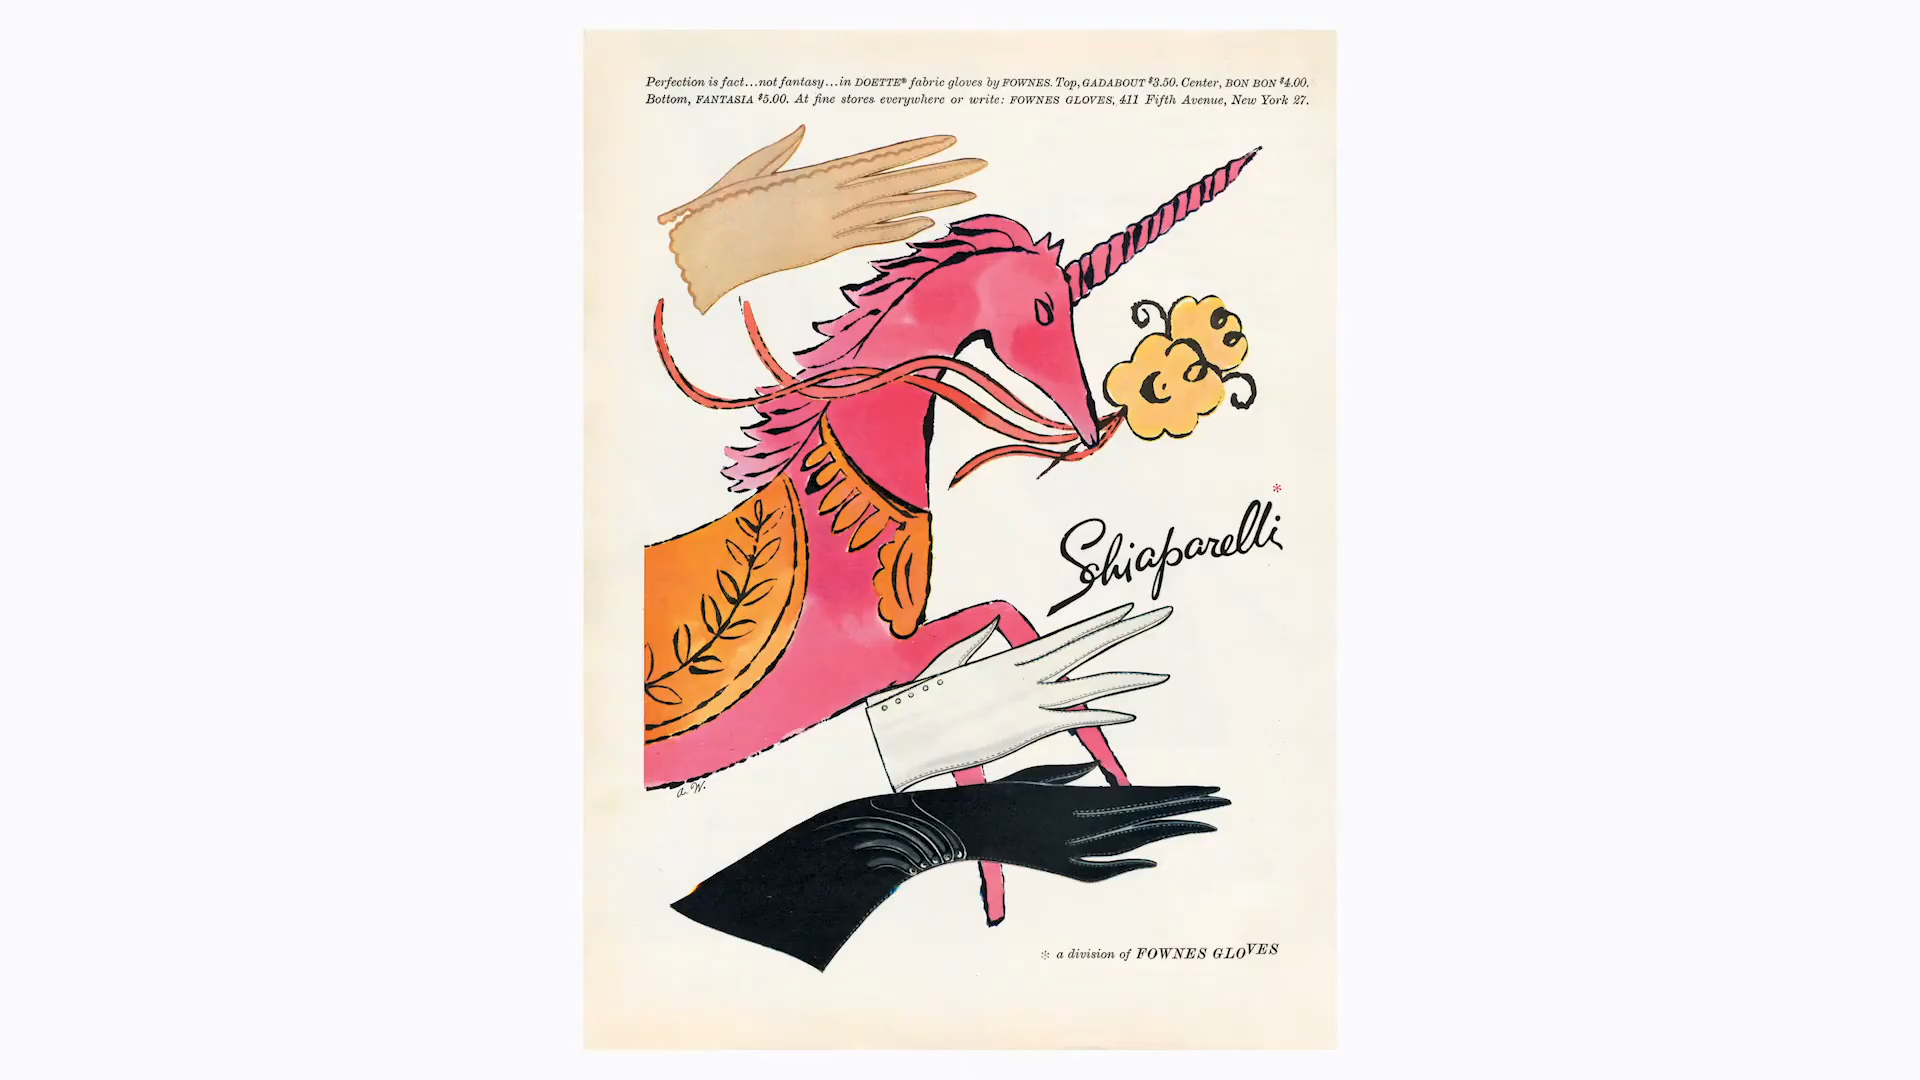 Perfection is fact...not fantasy...in DOETTE® fabric gloves by FOWNES. Top, GADABOUT $3.50. Center, BON BON $4.00.
Bottom, FANTASIA $5.00. At fine stores everywhere or write: FOWNES GLOVES, 411 Fifth Avenue, New York 27.
Schiaparelli*
a. W.
* a division of FOWNES GLOVES